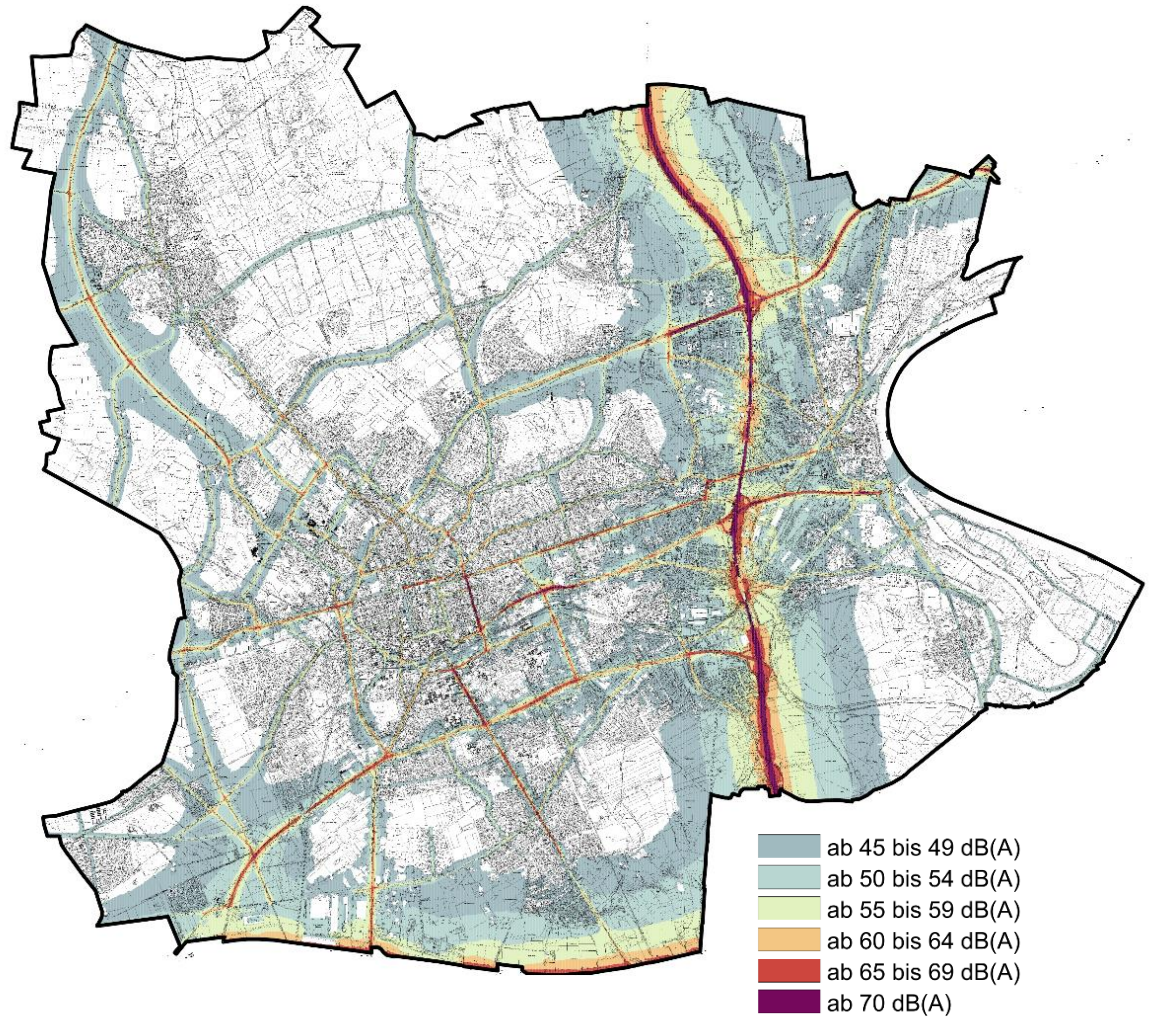 ab 45 bis 49 dB(A)
ab 50 bis 54 dB(A)
ab 55 bis 59 dB(A)
ab 60 bis 64 dB(A)
ab 65 bis 69 dB(A)
ab 70 dB(A)